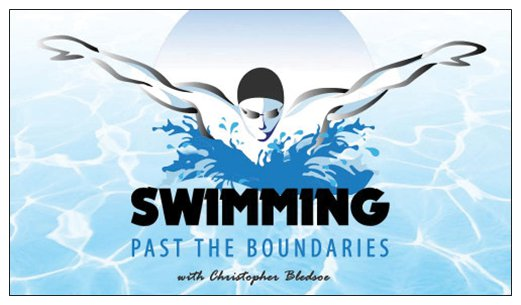 SWIMMING
PAST THE BOUNDARIES
with Christopher Bledsoe